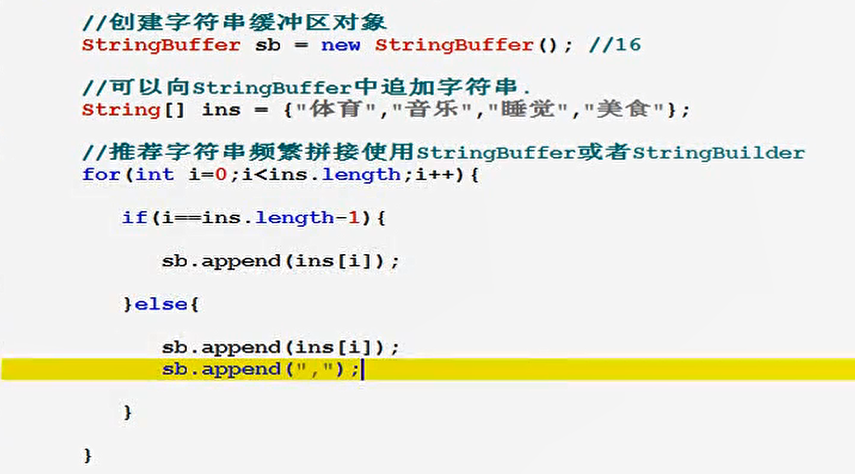 //创建字符串缓冲区对象
StringBuffer sb = new StringBuffer(); //16
//可以向StringBuffer中追加字符串.
String[] ins = {"体育","音乐","睡觉","美食"};
//推荐字符串频繁拼接使用StringBuffer或者StringBuilder
for(int i=0;i<ins.length;i++){
if(i==ins.length-1){
sb.append(ins[i]);
}else{
sb.append(ins[i]);
sb.append(",");
}
}